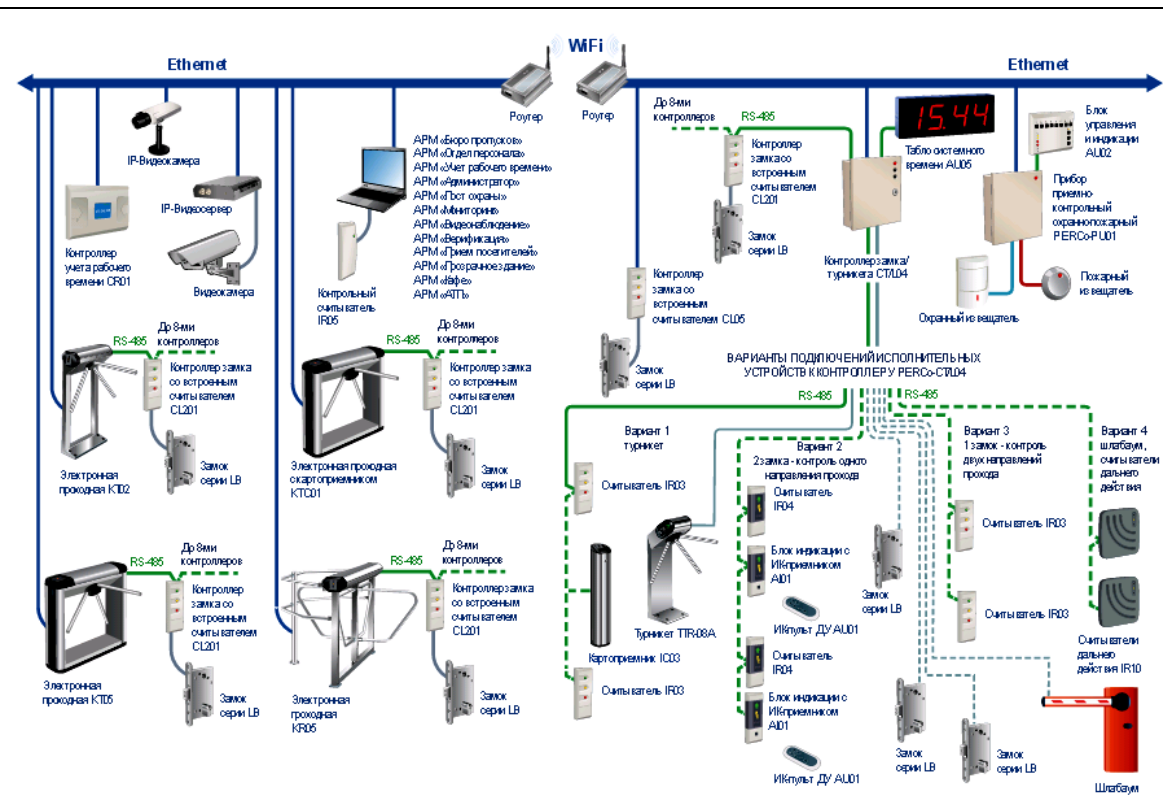 WiFi
Ethernet
Ethernet
Роутер
Роутер
IP-Видеокамера
IP-Видеосервер
Контроллер
учета рабочего
времени CR01
Видеокамера
АРМ «Бюро пропусков»
АРМ «Отдел персонала»
АРМ «Учет рабочего времени»
АРМ «Администратор»
АРМ «Пост охраны»
АРМ «Мониторинг»
АРМ «Видеонаблюдение»
АРМ «Верификация»
АРМ «Прием посетителей»
АРМ «Прозрачное здание»
АРМ «Кафе»
АРМ «АТП»
Контрольный
считыватель
IR05
До 8-ми
контроллеров
RS-485
Контроллер
замка со
встроенным
считывателем
CL201
Замок
серии LB
15.44
Табло системного
времени AU05
Блок
управления
и индикации
AU02
Прибор
приемно-
контрольный
охранно-пожарный
PERCo-PU01
Контроллер замка/
турникета CT/L04
Пожарный
извещатель
Охранный извещатель
Контроллер
замка со
встроенным
считывателем CL05
Замок
серии LB
RS-485
До 8-ми
контроллеров
Контроллер замка
со встроенным
считывателем
CL201
Замок
серии LB
Электронная
проходная KT02
RS-485
До 8-ми
контроллеров
Контроллер замка
со встроенным
считывателем
CL201
Замок
серии LB
Электронная проходная
с картоприемником
KTC01
RS-485
До 8-ми
контроллеров
Контроллер
замка со
встроенным
считывателем
CL201
Замок
серии LB
Электронная
проходная KT05
RS-485
До 8-ми
контроллеров
Контроллер замка
со встроенным
считывателем
CL201
Замок
серии LB
Электронная
проходная
KR05
ВАРИАНТЫ ПОДКЛЮЧЕНИЙ ИСПОЛНИТЕЛЬНЫХ
УСТРОЙСТВ К КОНТРОЛЛЕРУ PERCo-CT/L04
RS-485
RS-485
Вариант 1
турникет
Считыватель IR03
Турникет TTR-08A
Картоприемник IC03
Считыватель IR03
Вариант 2
2 замка - контроль одного
направления прохода
Считыватель
IR04
Блок индикации с
ИК-приемником
AI01
ИК-пульт ДУ AU01
Считыватель
IR04
Блок индикации с
ИК-приемником
AI01
ИК-пульт ДУ AU01
Замок
серии LB
Замок
серии LB
Вариант 3
1 замок - контроль
двух направлений
прохода
Считыватель IR03
Считыватель IR03
Замок
серии LB
Вариант 4
шлабаум,
считыватели
дальнего
действия
Считыватели
дальнего
действия IR10
Шлабаум